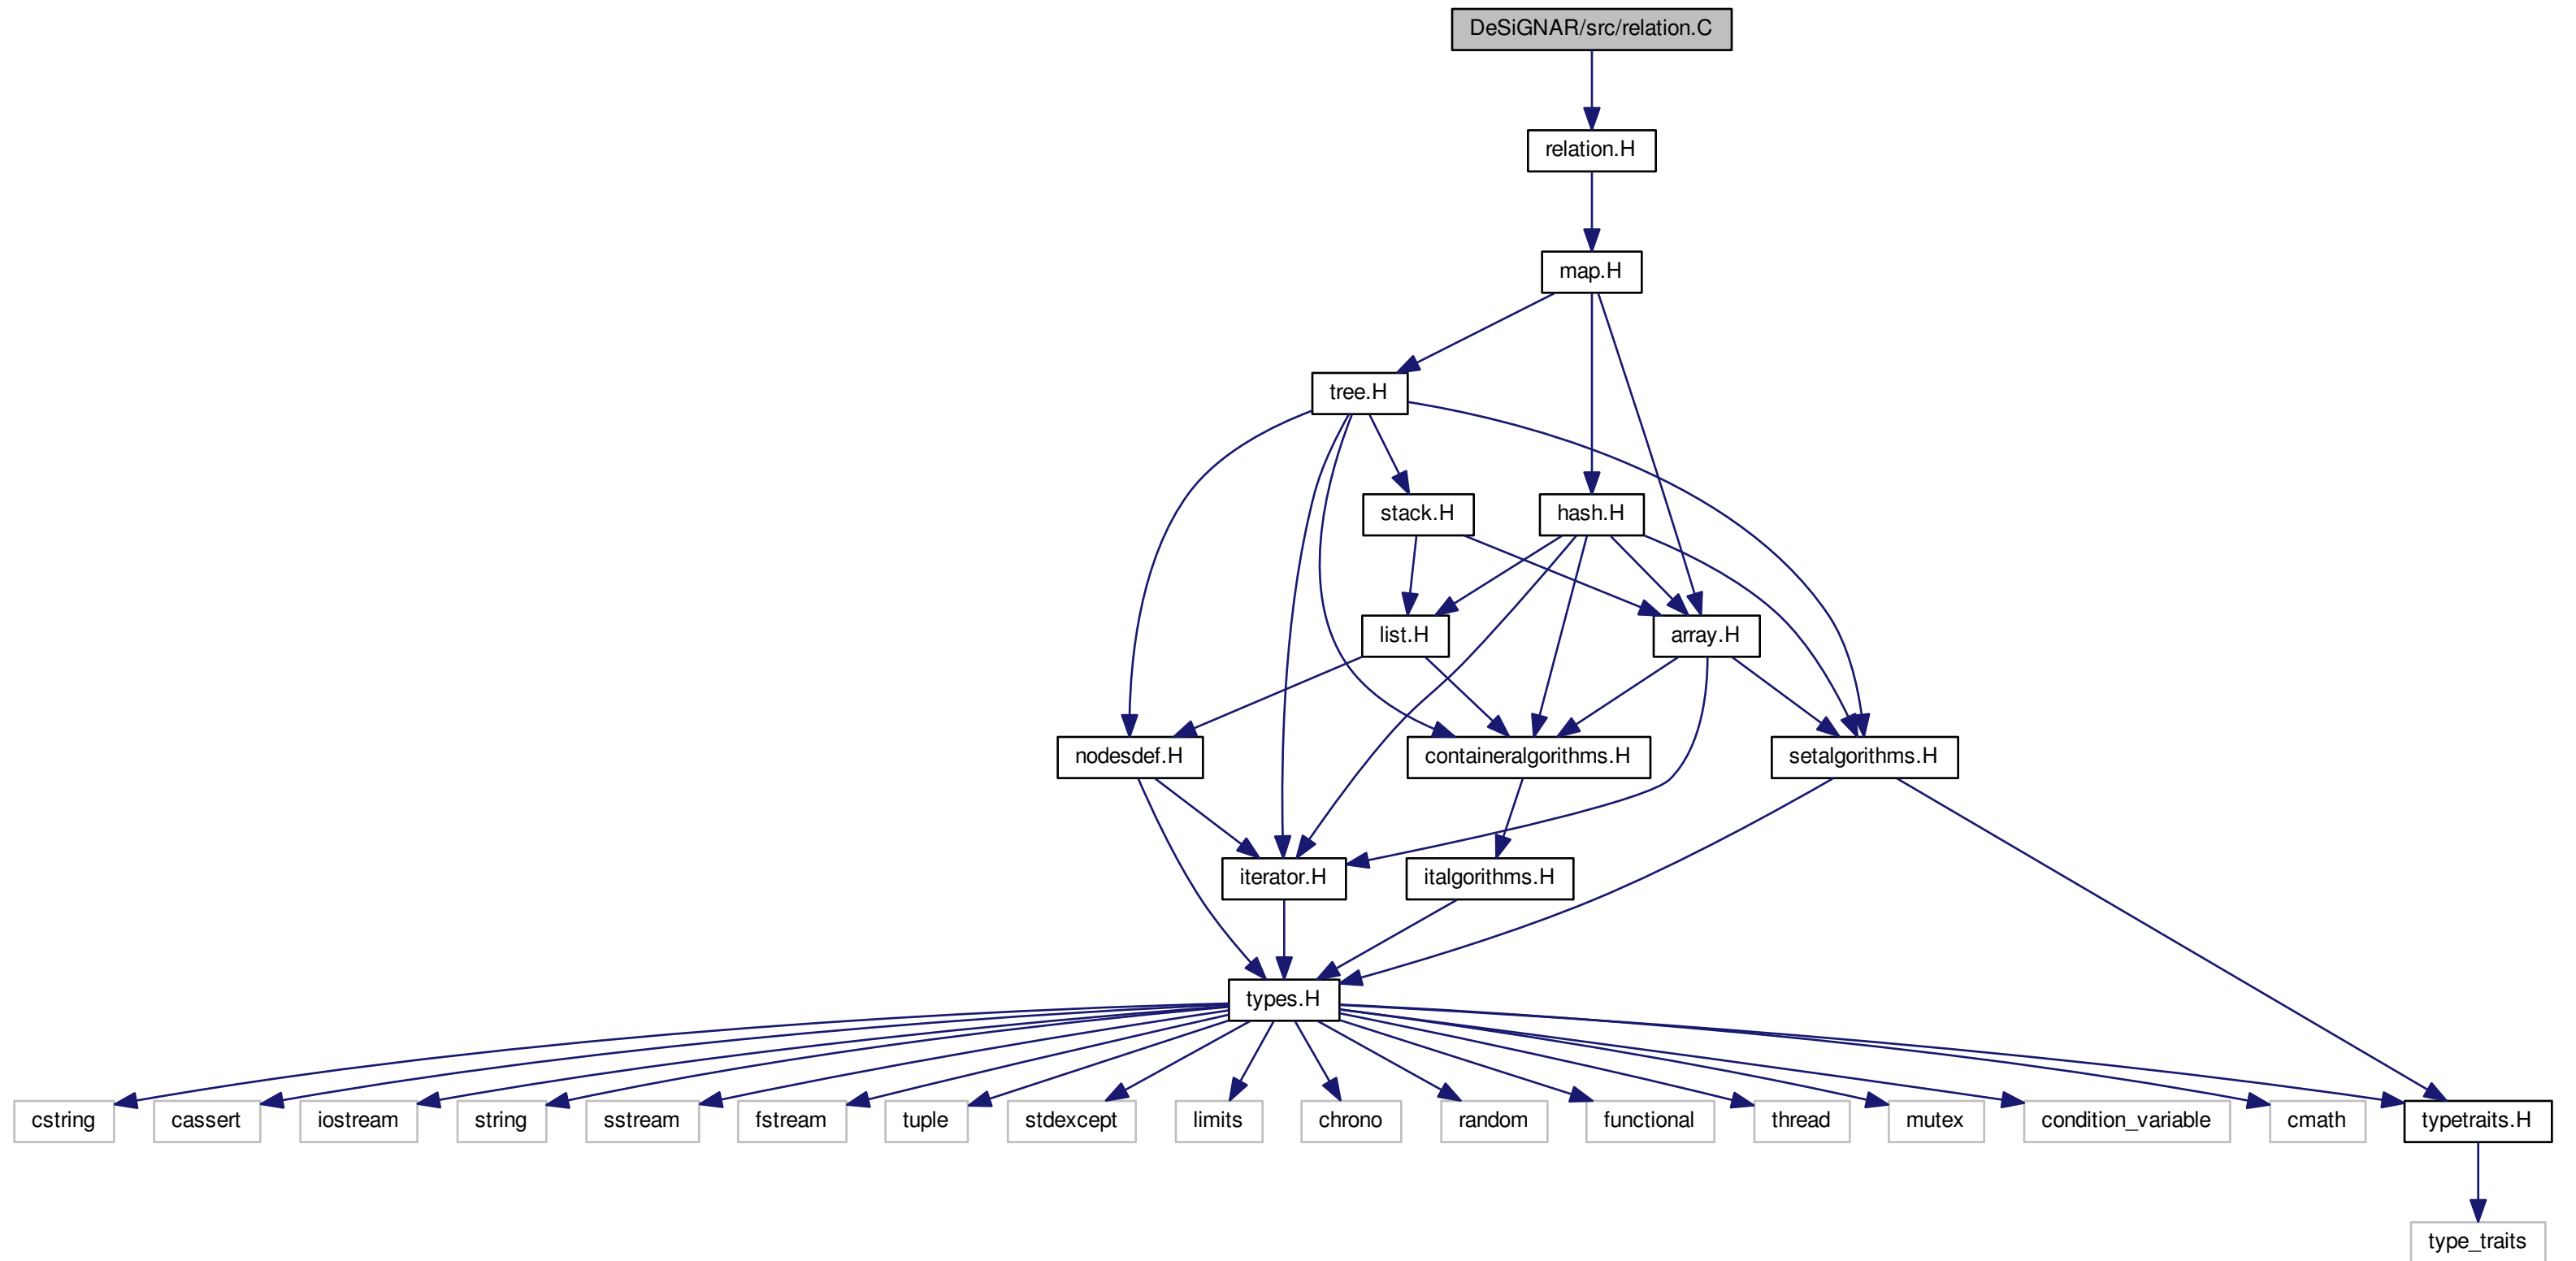 DeSiGNAR/src/relation.C
relation.H
map.H
tree.H
stack.H
hash.H
list.H
array.H
nodesdef.H
containeralgorithms.H
setalgorithms.H
iterator.H
italgorithms.H
types.H
cstring
cassert
iostream
string
sstream
fstream
tuple
stdexcept
limits
chrono
random
functional
thread
mutex
condition_variable
cmath
typetraits.H
type_traits